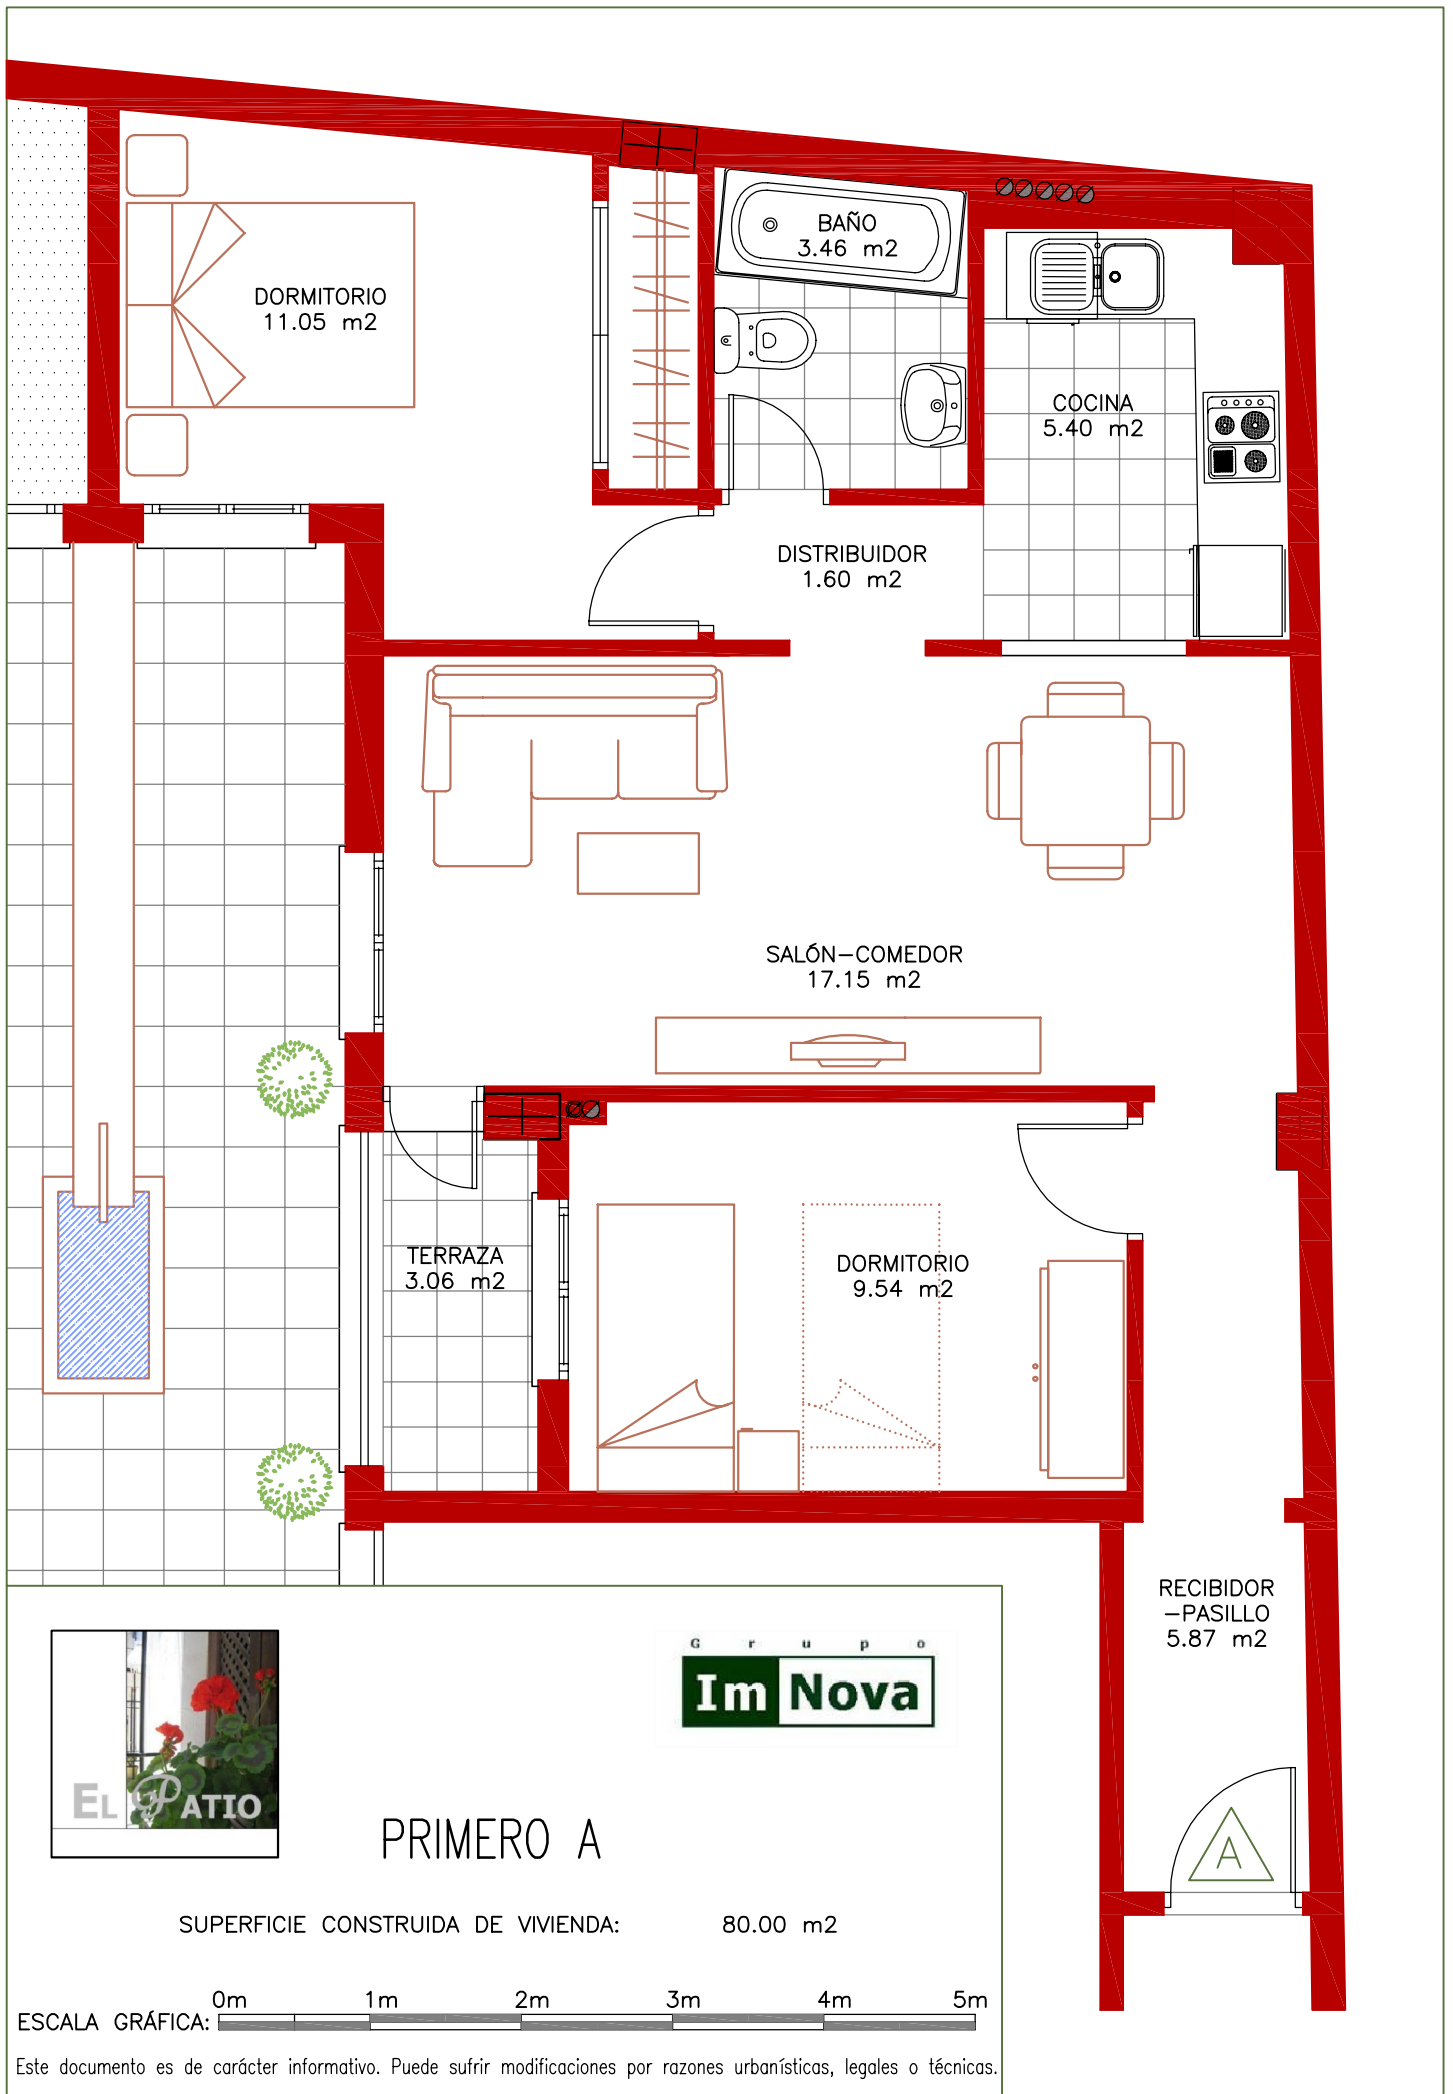 BAÑO
3.46 m2
DORMITORIO
11.05 m2
COCINA
5.40 m2
DISTRIBUIDOR
1.60 m2
SALÓN-COMEDOR
17.15 m2
TERRAZA
3.06 m2
DORMITORIO
9.54 m2
RECIBIDOR
-PASILLO
5.87 m2
A
Grupo
Im Nova
EL PATIO
PRIMERO A
SUPERFICIE CONSTRUIDA DE VIVIENDA: 80.00 m2
0m 1m 2m 3m 4m 5m
ESCALA GRÁFICA:
Este documento es de carácter informativo. Puede sufrir modificaciones por razones urbanísticas, legales o técnicas.